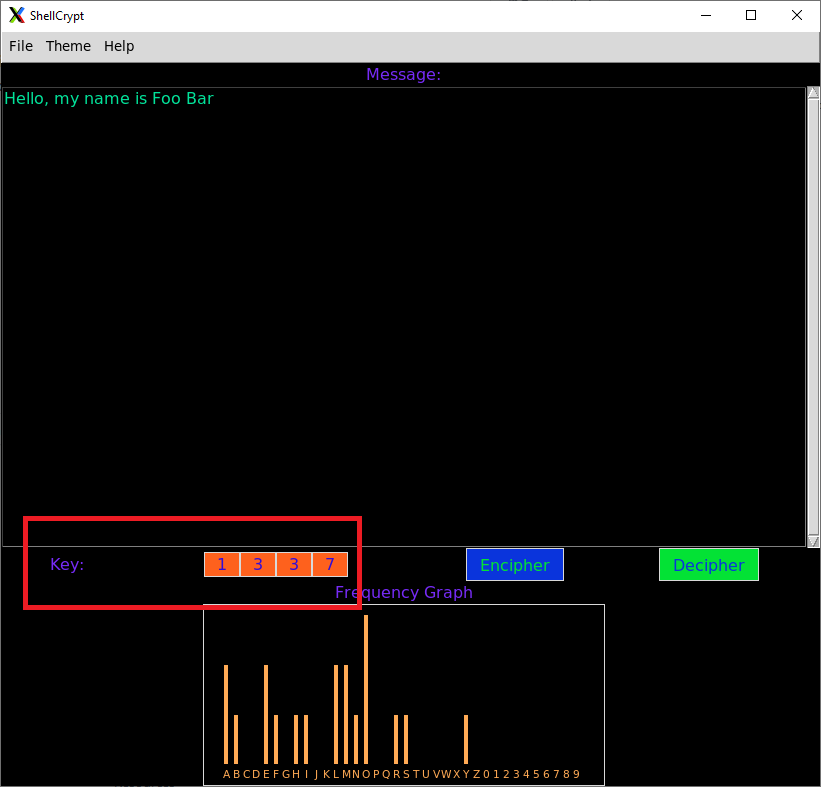 ShellCrypt
File Theme Help
Message:
Hello, my name is Foo Bar
Key: 1 3 3 7 Encipher Decipher
Frequency Graph
A B C D E F G H I J K L M N O P Q R S T U V W X Y Z 0 1 2 3 4 5 6 7 8 9